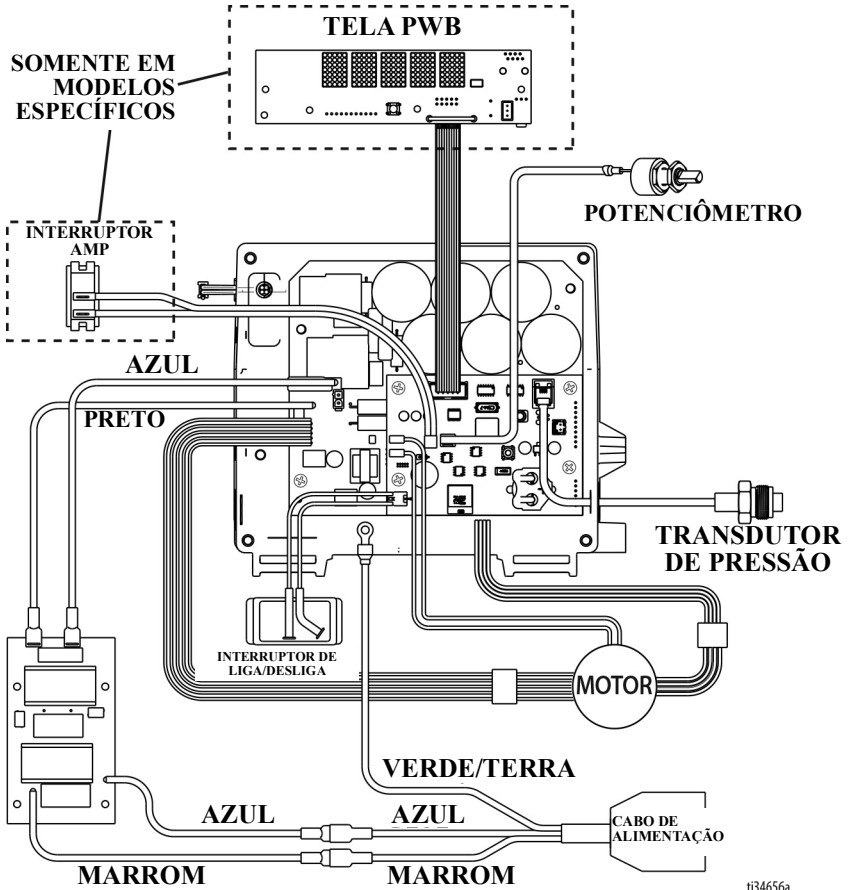 TELA PWB
SOMENTE EM
MODELOS
ESPECÍFICOS
POTENCIÔMETRO
INTERRUPTOR
AMP
AZUL
PRETO
TRANSDUTOR
DE PRESSÃO
INTERRUPTOR DE
LIGA/DESLIGA
MOTOR
VERDE/TERRA
AZUL
AZUL
CABO DE
ALIMENTAÇÃO
MARROM
MARROM
ti34656a